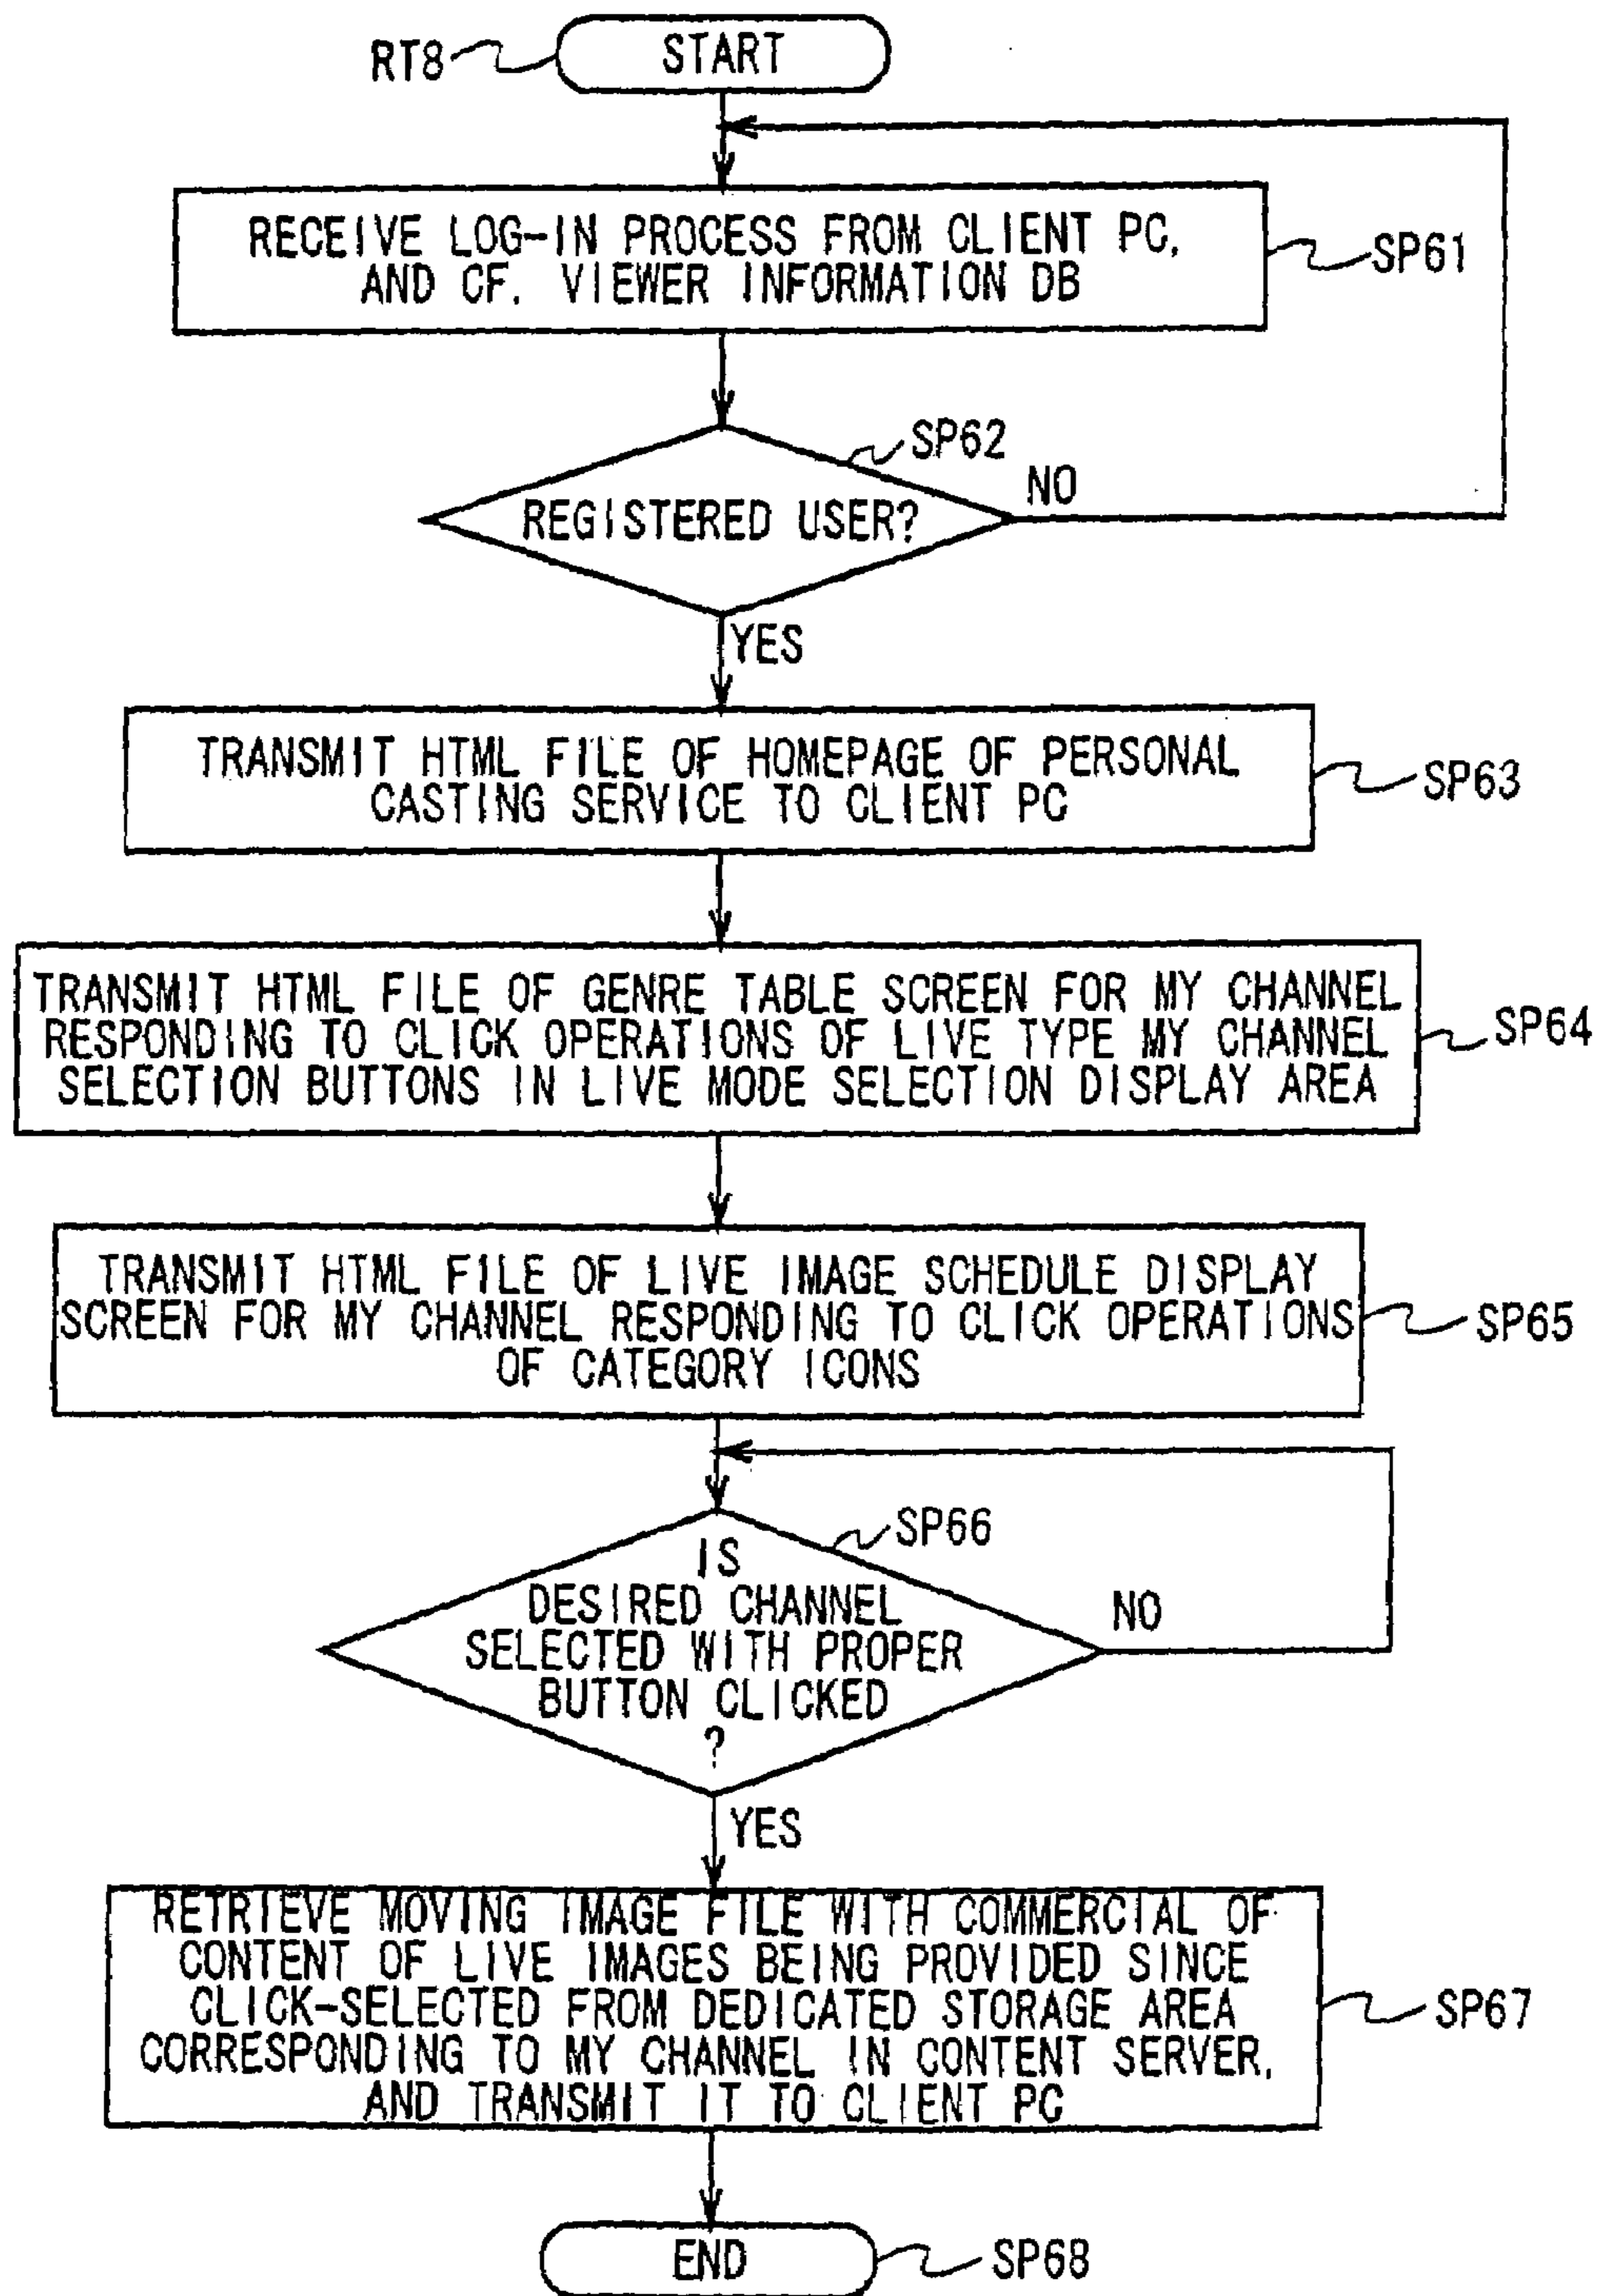 RT8
START
RECEIVE LOG-IN PROCESS FROM CLIENT PC,
AND CF. VIEWER INFORMATION DB
SP61
SP62
REGISTERED USER?
NO
YES
TRANSMIT HTML FILE OF HOMEPAGE OF PERSONAL
CASTING SERVICE TO CLIENT PC
SP63
TRANSMIT HTML FILE OF GENRE TABLE SCREEN FOR MY CHANNEL
RESPONDING TO CLICK OPERATIONS OF LIVE TYPE MY CHANNEL
SELECTION BUTTONS IN LIVE MODE SELECTION DISPLAY AREA
SP64
TRANSMIT HTML FILE OF LIVE IMAGE SCHEDULE DISPLAY
SCREEN FOR MY CHANNEL RESPONDING TO CLICK OPERATIONS
OF CATEGORY ICONS
SP65
SP66
IS
DESIRED CHANNEL
SELECTED WITH PROPER
BUTTON CLICKED
?
NO
YES
RETRIEVE MOVING IMAGE FILE WITH COMMERCIAL OF
CONTENT OF LIVE IMAGES BEING PROVIDED SINCE
CLICK-SELECTED FROM DEDICATED STORAGE AREA
CORRESPONDING TO MY CHANNEL IN CONTENT SERVER,
AND TRANSMIT IT TO CLIENT PC
SP67
END
SP68